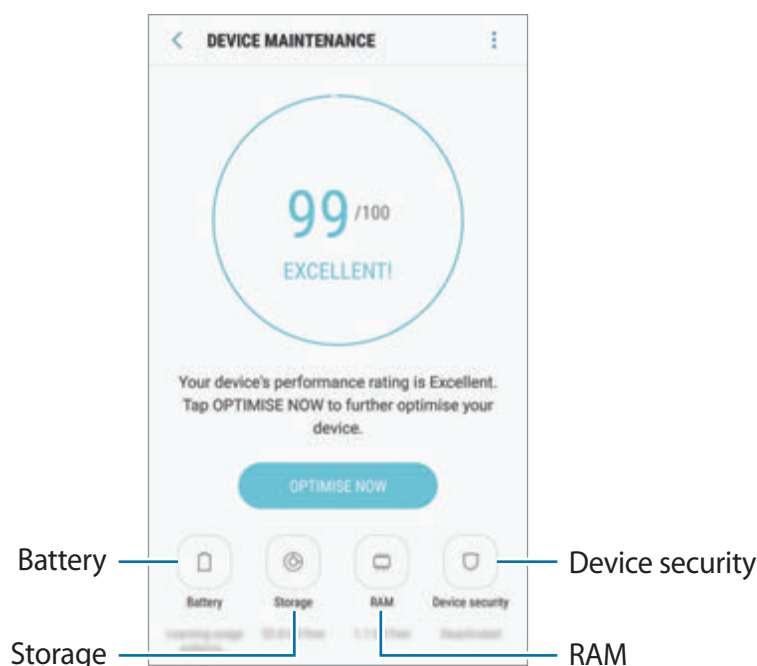 DEVICE MAINTENANCE
99 /100
EXCELLENT!
Your device's performance rating is Excellent.
Tap OPTIMISE NOW to further optimise your
device.
OPTIMISE NOW
Battery
Device security
Battery Storage RAM Device security
Storage
RAM